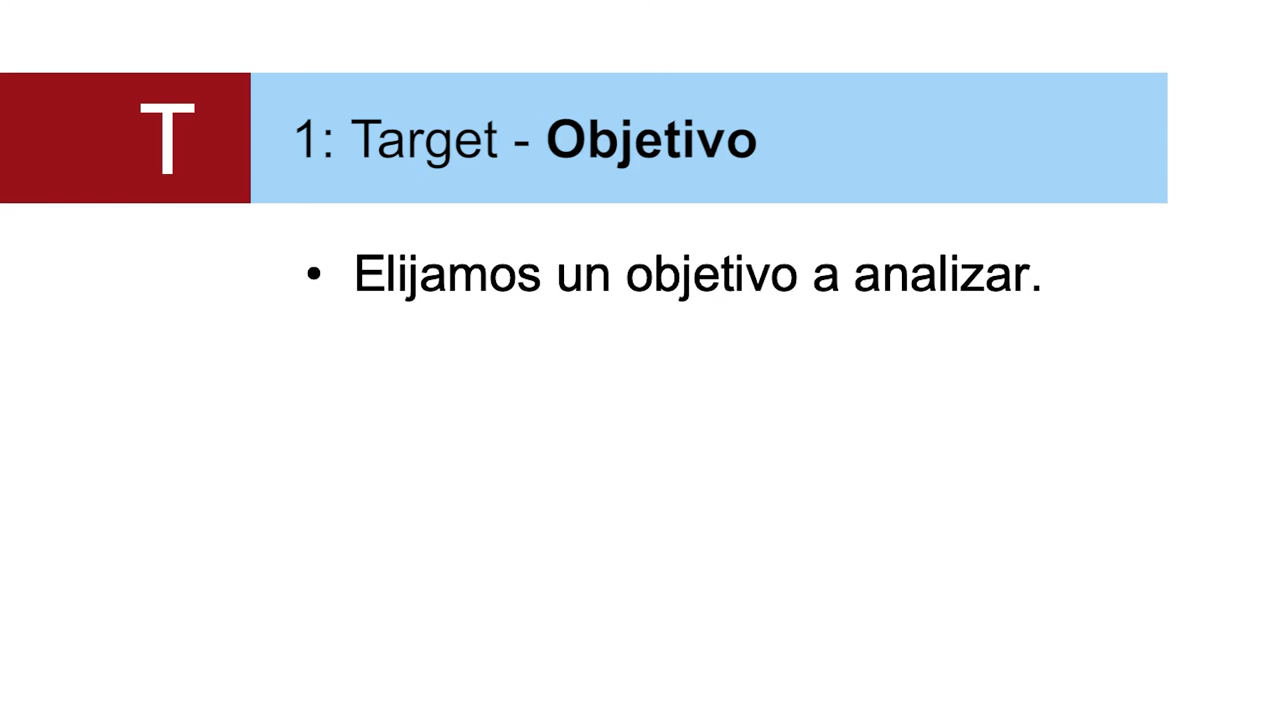 T
1: Target - Objetivo
• Elijamos un objetivo a analizar.